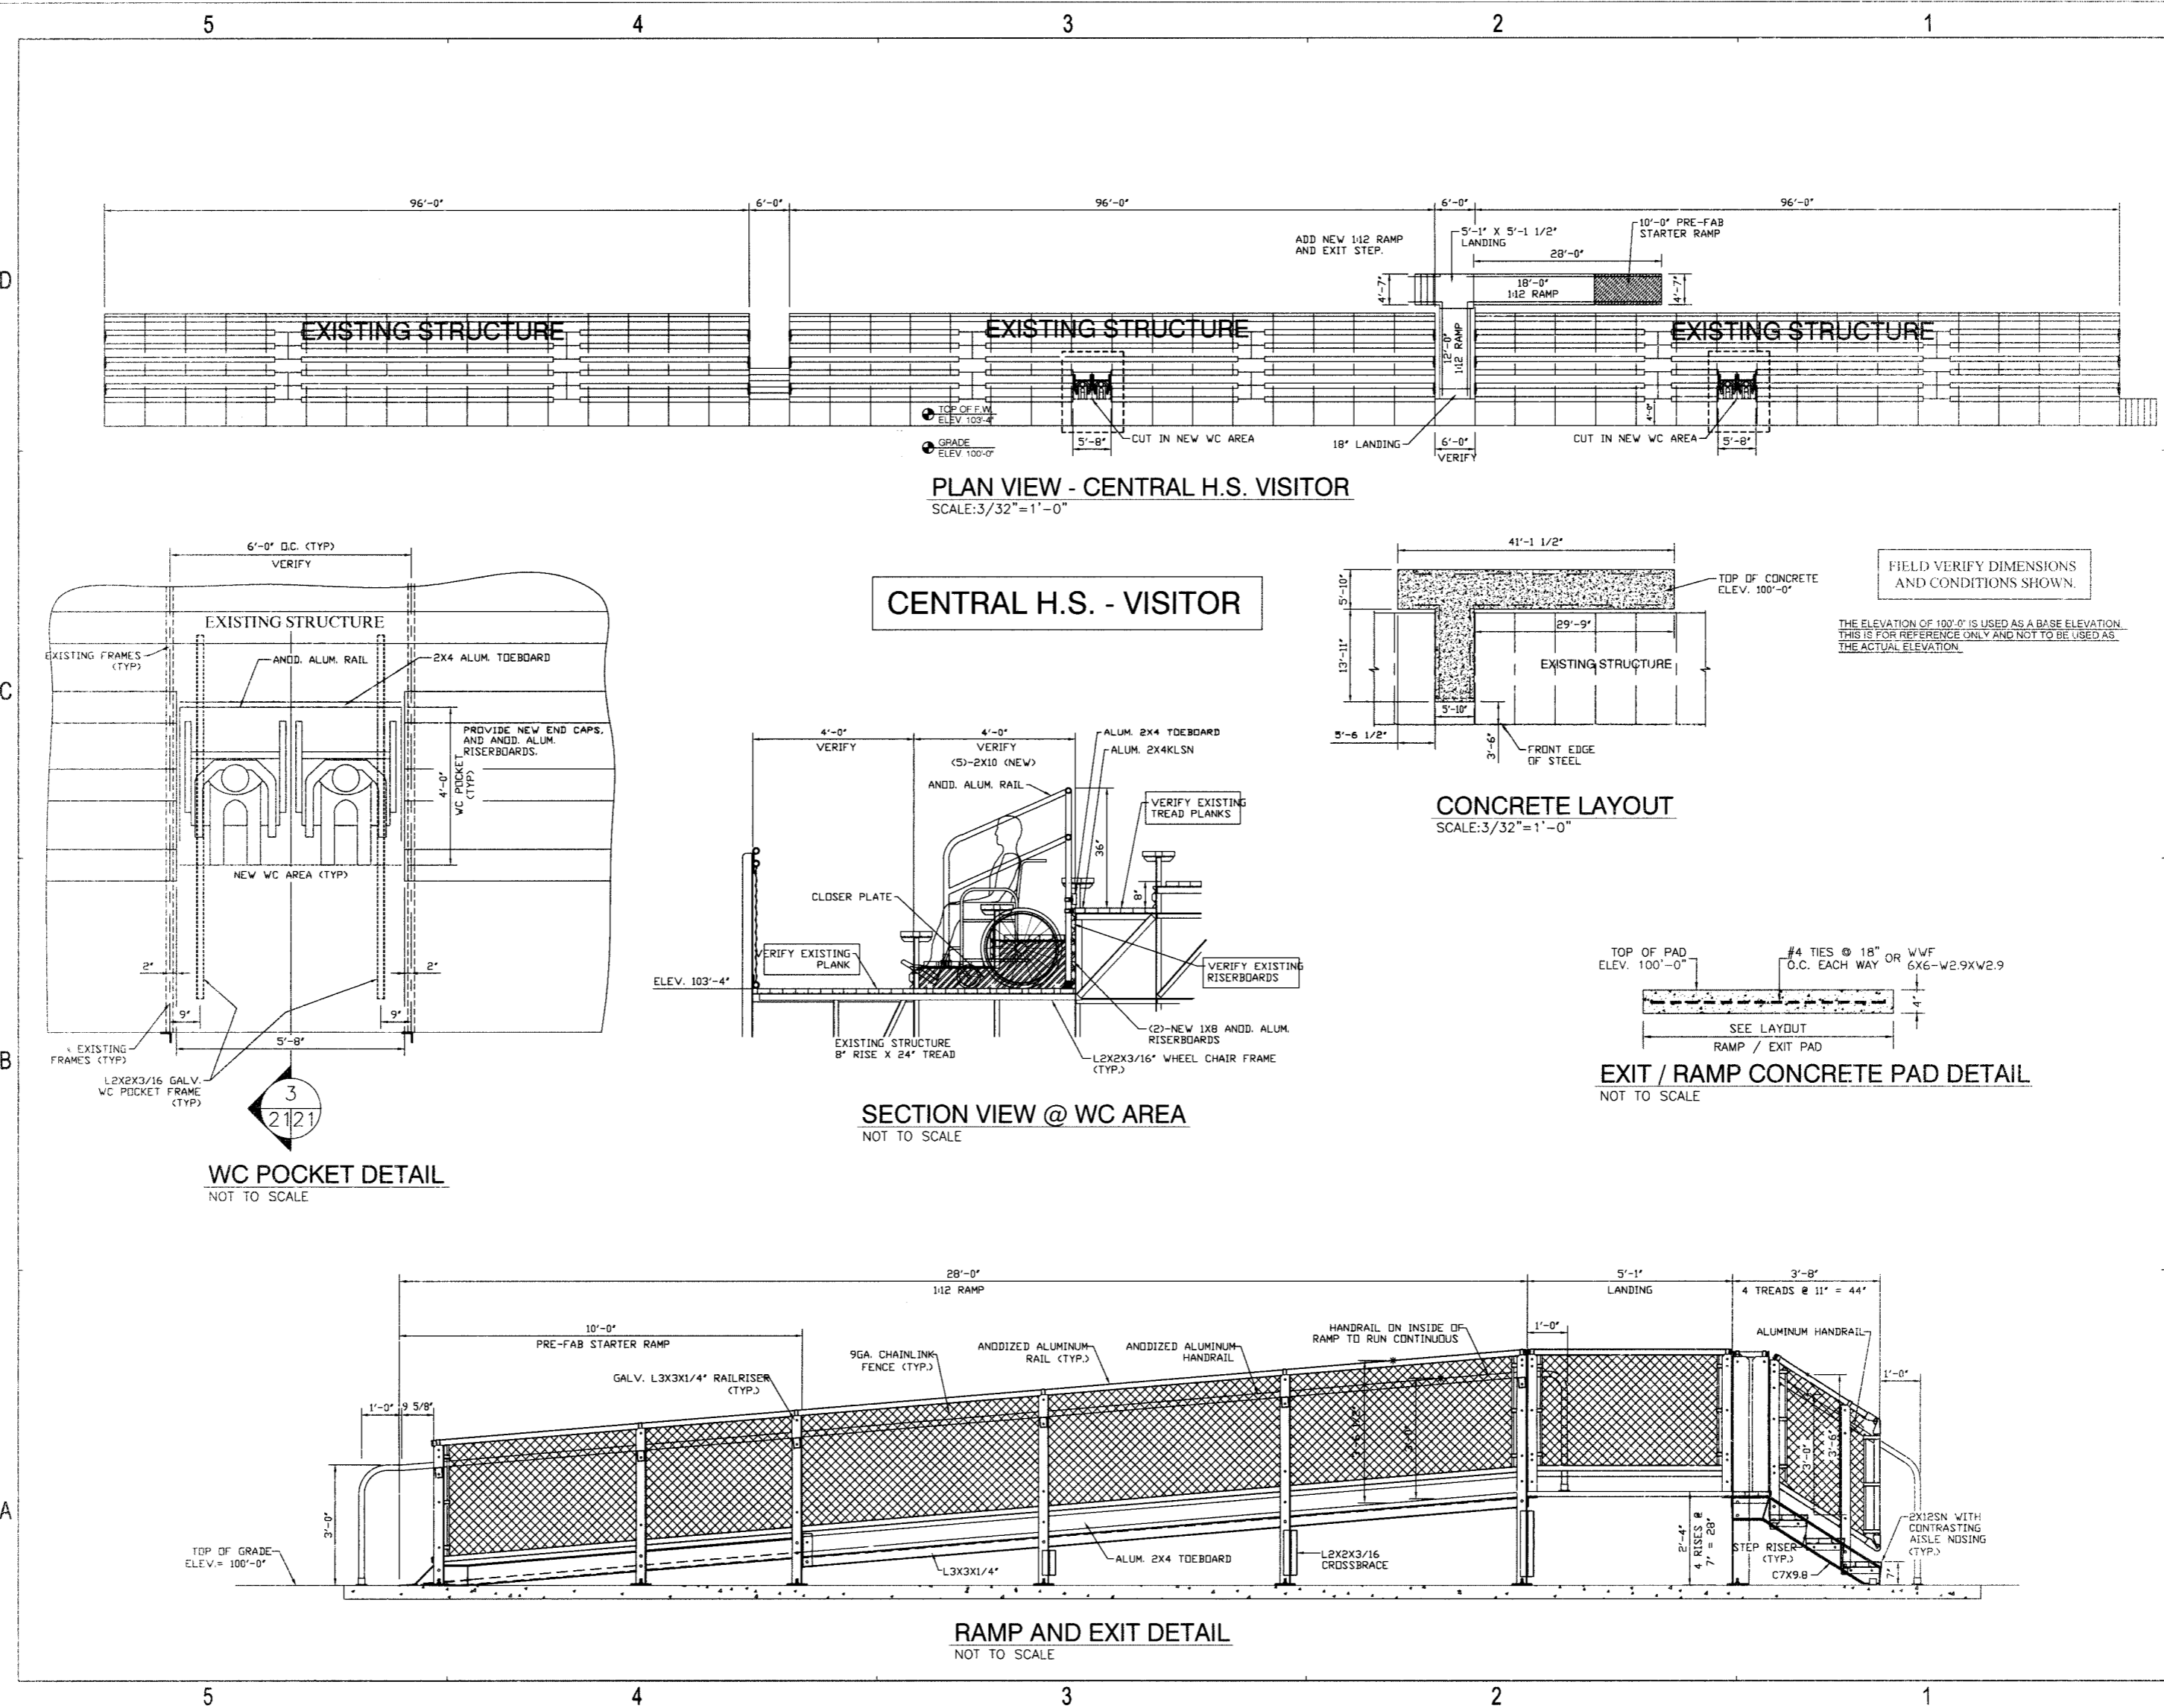 5 4 3 2 1
96'-0" 6'-0" 96'-0" 6'-0" 96'-0"
ADD NEW 1:12 RAMP
AND EXIT STEP.
5'-1" X 5'-1 1/2"
LANDING
10'-0" PRE-FAB
STARTER RAMP
28'-0"
D
4'-7"
18'-0"
1:12 RAMP
4'-7"
EXISTING STRUCTURE
EXISTING STRUCTURE
EXISTING STRUCTURE
12'-0"
1:12 RAMP
TOP OF F.W.
ELEV. 103'-4"
GRADE
ELEV. 100'-0"
5'-8"
CUT IN NEW WC AREA
18" LANDING
6'-0"
VERIFY
4'-0"
CUT IN NEW WC AREA
5'-8"
PLAN VIEW - CENTRAL H.S. VISITOR
SCALE:3/32"=1'-0"
6'-0" O.C. (TYP)
VERIFY
EXISTING STRUCTURE
EXISTING FRAMES
(TYP)
ANOD. ALUM. RAIL
2X4 ALUM. TOEBOARD
PROVIDE NEW END CAPS,
AND ANOD. ALUM.
RISERBOARDS.
4'-0"
WC POCKET
(TYP)
NEW WC AREA (TYP)
2"
2"
9"
9"
5'-8"
EXISTING
FRAMES (TYP)
L2X2X3/16 GALV.
WC POCKET FRAME
(TYP)
3
21 21
WC POCKET DETAIL
NOT TO SCALE
CENTRAL H.S. - VISITOR
4'-0"
VERIFY
4'-0"
VERIFY
(5)-2X10 (NEW)
ANOD. ALUM. RAIL
ALUM. 2X4 TOEBOARD
ALUM. 2X4KLSN
VERIFY EXISTING
TREAD PLANKS
36"
8"
CLOSER PLATE
VERIFY EXISTING
PLANK
ELEV. 103'-4"
VERIFY EXISTING
RISERBOARDS
(2)-NEW 1X8 ANOD. ALUM.
RISERBOARDS
EXISTING STRUCTURE
8" RISE X 24" TREAD
L2X2X3/16" WHEEL CHAIR FRAME
(TYP.)
SECTION VIEW @ WC AREA
NOT TO SCALE
41'-1 1/2"
5'-10"
TOP OF CONCRETE
ELEV. 100'-0"
29'-9"
13'-11"
EXISTING STRUCTURE
5'-10"
5'-6 1/2"
3'-6"
FRONT EDGE
OF STEEL
CONCRETE LAYOUT
SCALE:3/32"=1'-0"
FIELD VERIFY DIMENSIONS
AND CONDITIONS SHOWN.
THE ELEVATION OF 100'-0" IS USED AS A BASE ELEVATION.
THIS IS FOR REFERENCE ONLY AND NOT TO BE USED AS
THE ACTUAL ELEVATION
C
TOP OF PAD
ELEV. 100'-0"
#4 TIES @ 18" OR WWF
O.C. EACH WAY 6X6-W2.9XW2.9
4"
SEE LAYOUT
RAMP / EXIT PAD
EXIT / RAMP CONCRETE PAD DETAIL
NOT TO SCALE
B
28'-0"
1:12 RAMP
5'-1"
LANDING
3'-8"
4 TREADS @ 11" = 44"
10'-0"
PRE-FAB STARTER RAMP
GALV. L3X3X1/4" RAILRISER
(TYP.)
9GA. CHAINLINK
FENCE (TYP.)
ANODIZED ALUMINUM
RAIL (TYP.)
ANODIZED ALUMINUM
HANDRAIL
HANDRAIL ON INSIDE OF
RAMP TO RUN CONTINUOUS
1'-0"
ALUMINUM HANDRAIL
1'-0"
1'-0"
9 5/8"
3'-0"
3'-6 1/2"
3'-0"
3'-0"
3'-6"
TOP OF GRADE
ELEV.= 100'-0"
L3X3X1/4"
ALUM. 2X4 TOEBOARD
L2X2X3/16
CROSSBRACE
2'-4"
4 RISES @
7" = 28"
STEP RISER
(TYP.)
C7X9.8
7"
2X12SN WITH
CONTRASTING
AISLE NOSING
(TYP.)
A
RAMP AND EXIT DETAIL
NOT TO SCALE
5 4 3 2 1